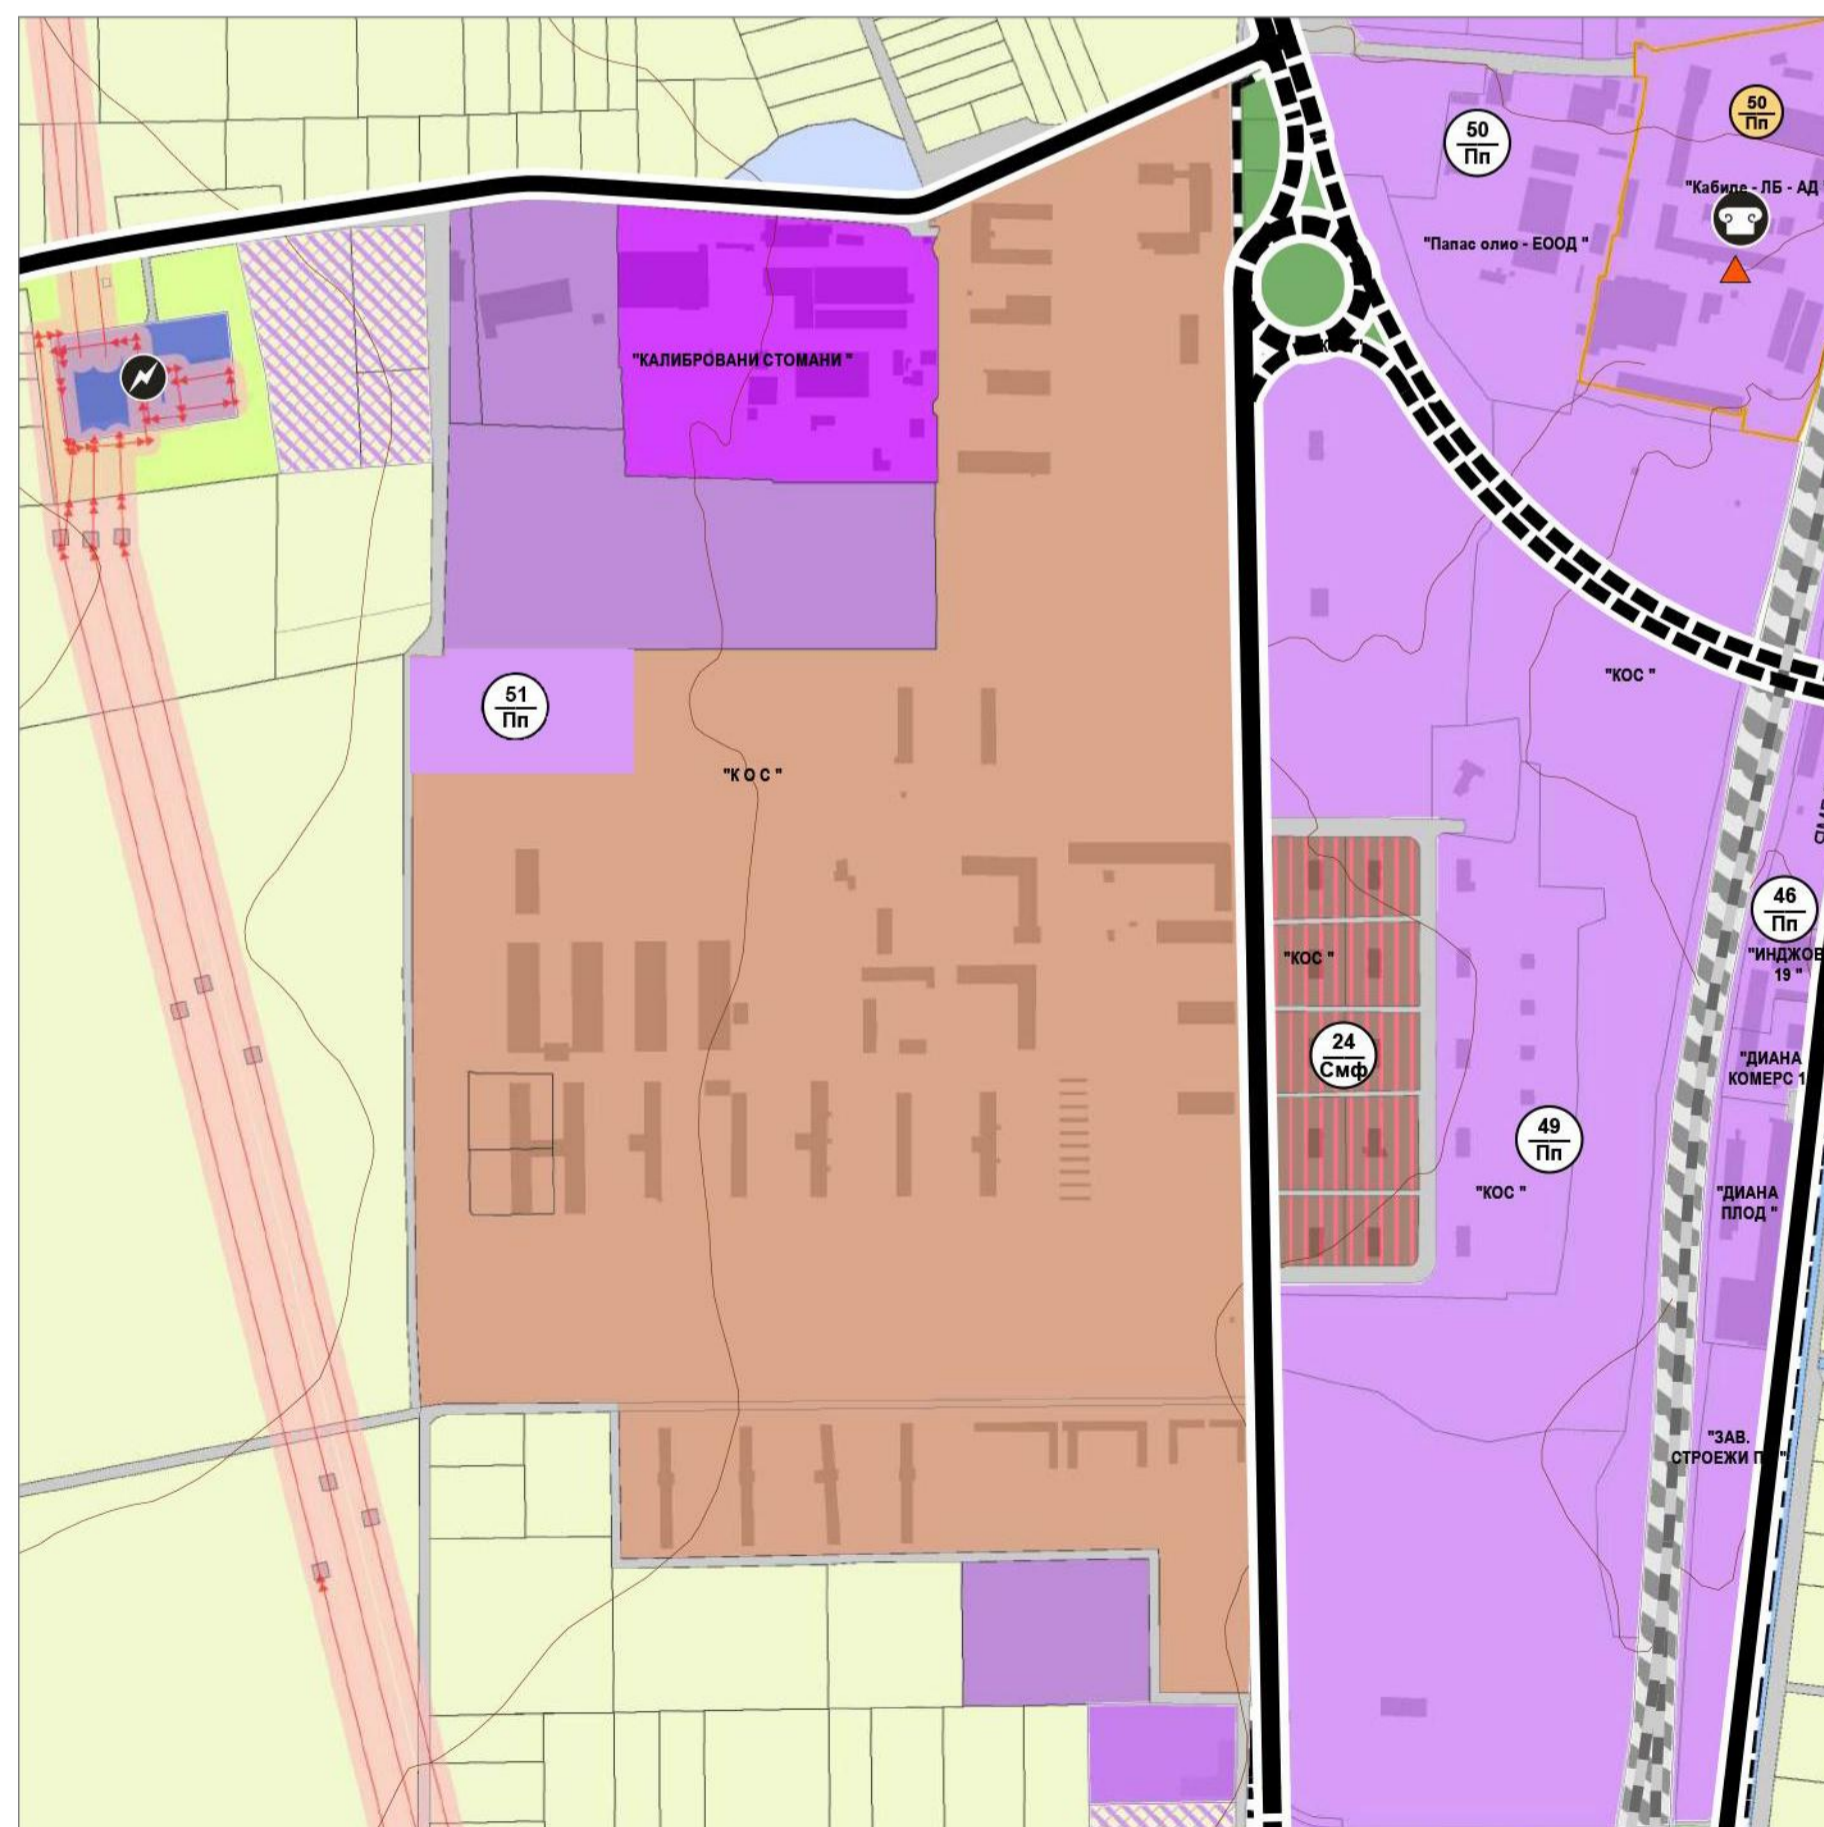 50
Пп
50
Пп
"Кабиле - ЛБ - АД
"Папас олио - ЕООД "
"КАЛИБРОВАНИ СТОМАНИ "
"КОС "
51
Пп
"К О С "
46
Пп
"ИНДЖОВ
19 "
"КОС "
24
Смф
"ДИАНА
КОМЕРС 1
49
Пп
"КОС "
"ДИАНА
ПЛОД "
"ЗАВ.
СТРОЕЖИ П